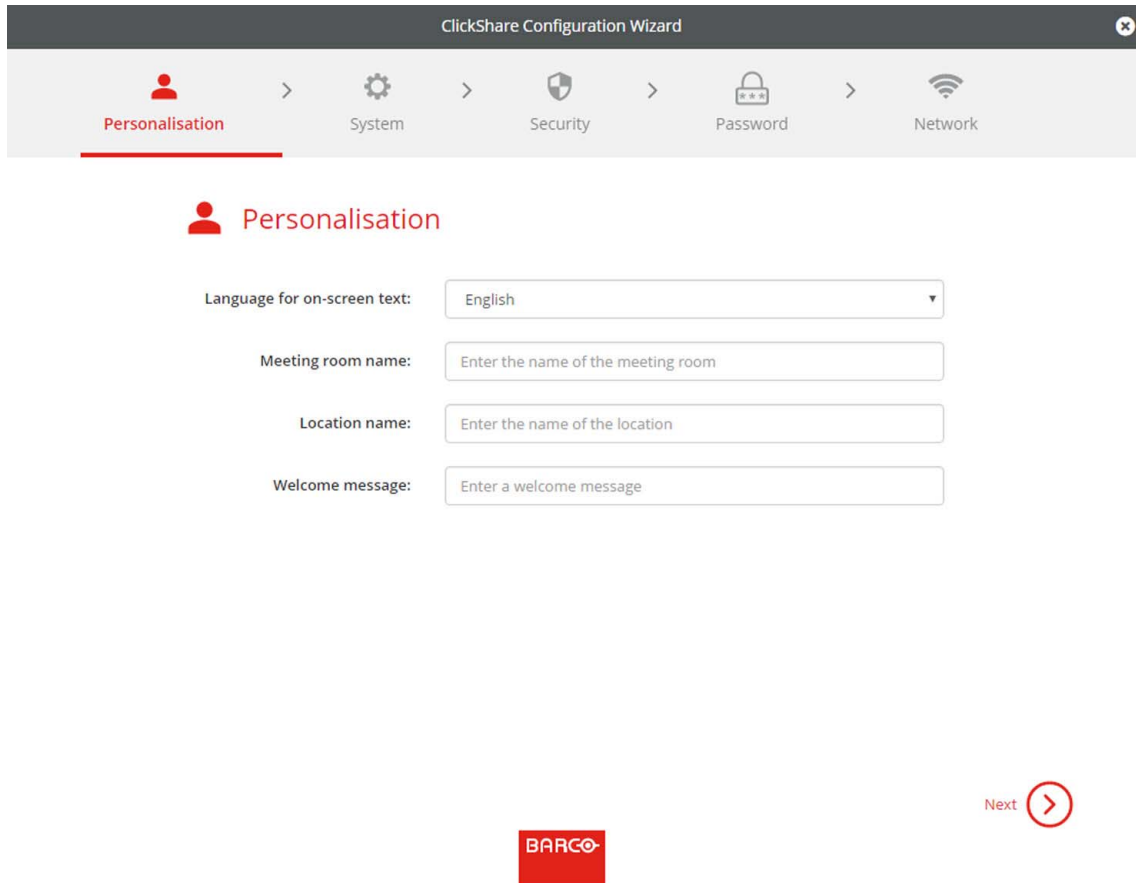 ClickShare Configuration Wizard
Personalisation
System
Security
Password
Network
Personalisation
Language for on-screen text:
English
Meeting room name:
Enter the name of the meeting room
Location name:
Enter the name of the location
Welcome message:
Enter a welcome message
Next
BARCO